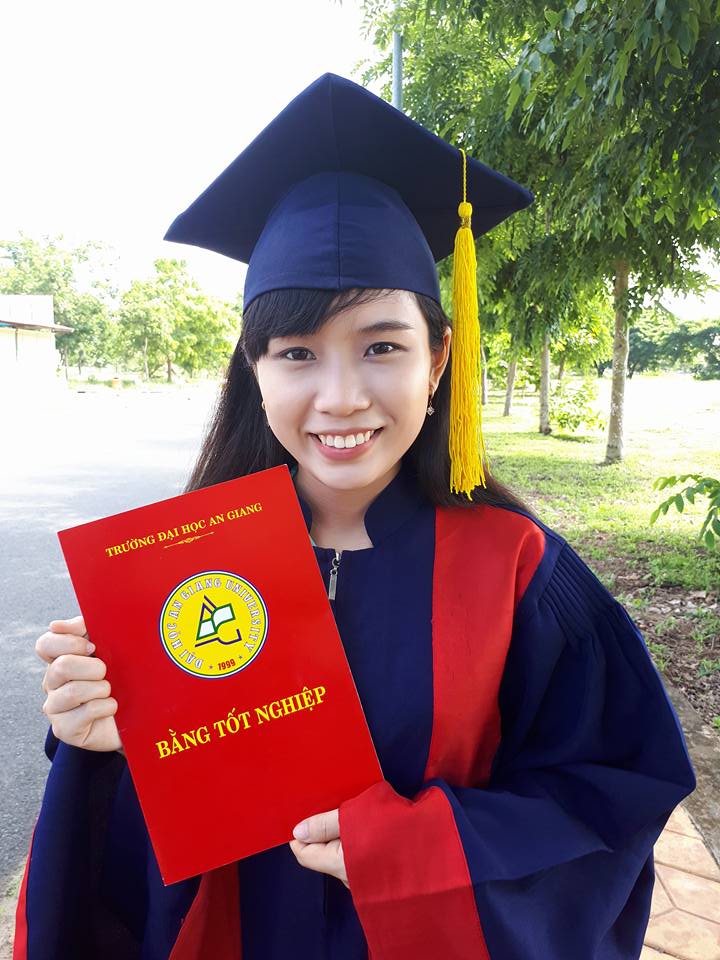 TRƯỜNG ĐẠI HỌC AN GIANG
ĐẠI HỌC AN GIANG UNIVERSITY
1999
BẰNG TỐT NGHIỆP